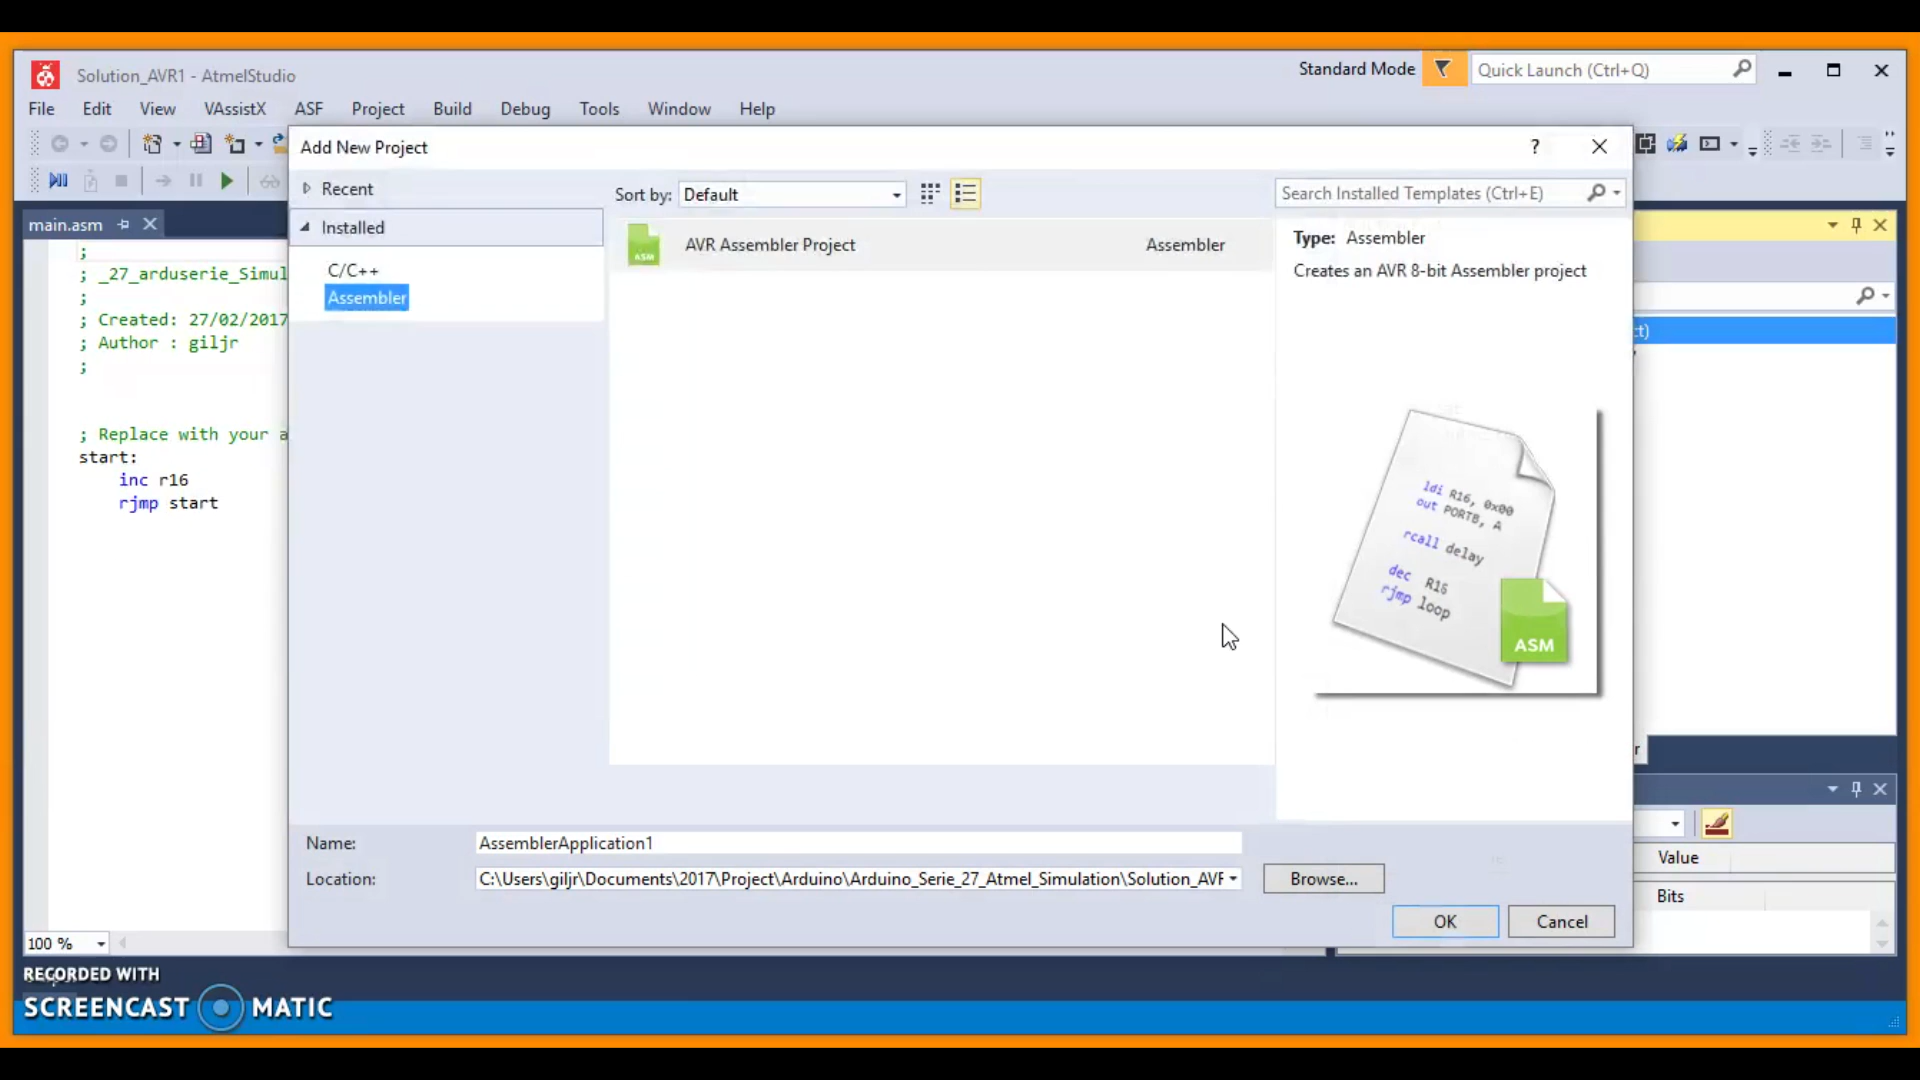 Solution_AVR1 - AtmelStudio
Standard Mode
Quick Launch (Ctrl+Q)
File Edit View VAssistX ASF Project Build Debug Tools Window Help
Add New Project
?
Recent
Installed
C/C++
Assembler
Sort by: Default
Search Installed Templates (Ctrl+E)
ASM
AVR Assembler Project
Assembler
Type: Assembler
Creates an AVR 8-bit Assembler project
ldi R16, 0x00
out PORTB, A
rcall delay
dec R16
rjmp loop
ASM
main.asm
;
; _27_arduserie_Simul
;
; Created: 27/02/2017
; Author : giljr
;
; Replace with your a
start:
inc r16
rjmp start
ct)
r
Name: AssemblerApplication1
Location: C:\Users\giljr\Documents\2017\Project\Arduino\Arduino_Serie_27_Atmel_Simulation\Solution_AVF
Browse...
OK
Cancel
Value
Bits
100 %
RECORDED WITH
SCREENCAST MATIC